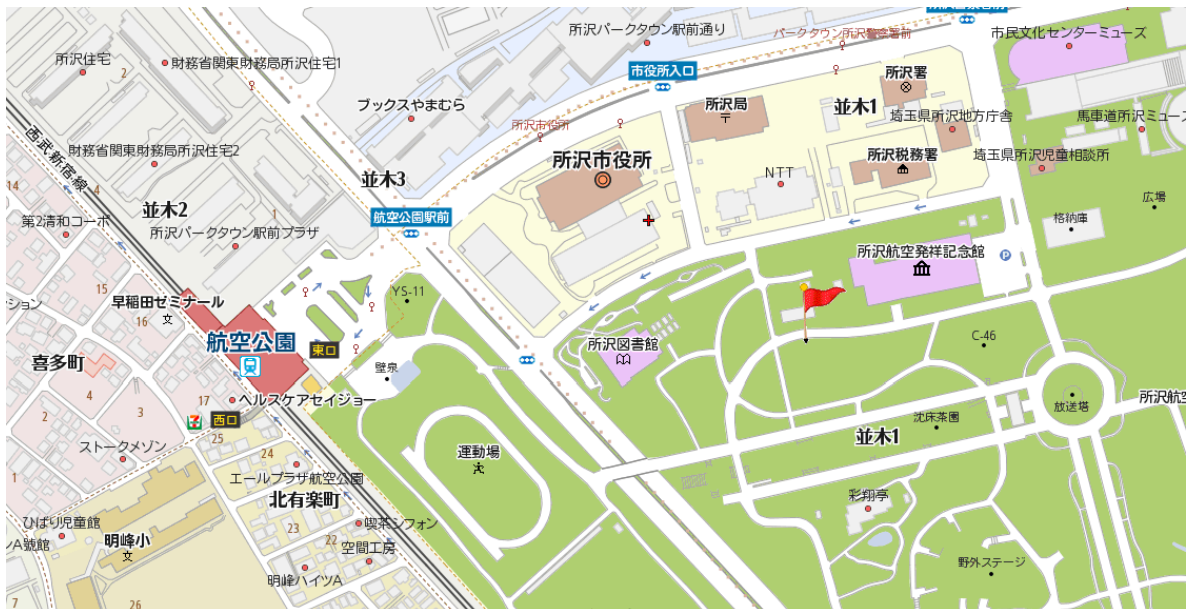 所沢パークタウン駅前通り
パークタウン所沢警察署前
市民文化センターミューズ
所沢住宅
2
財務省関東財務局所沢住宅1
市役所入口
所沢署
ブックスやまむら
所沢局
並木1
埼玉県所沢地方庁舎
馬車道所沢ミューズ
所沢市役所
西武新宿線
財務省関東財務局所沢住宅2
所沢市役所
所沢税務署
埼玉県所沢児童相談所
NTT
並木3
14
並木2
1
第2清和コーポ
航空公園駅前
広場
格納庫
所沢パークタウン駅前プラザ
所沢航空発祥記念館
P
15
YS-11
早稲田ゼミナール
16
航空公園
東口
所沢図書館
C-46
喜多町
壁泉
4
17
ヘルスケアセイジョー
2
3
西口
放送塔
所沢航空
沈床茶園
並木1
25
ストークメゾン
運動場
24
エールプラザ航空公園
1
北有楽町
彩翔亭
ひばり児童館
23
喫茶シフォン
明峰小
22
空間工房
野外ステージ
明峰ハイツA
26